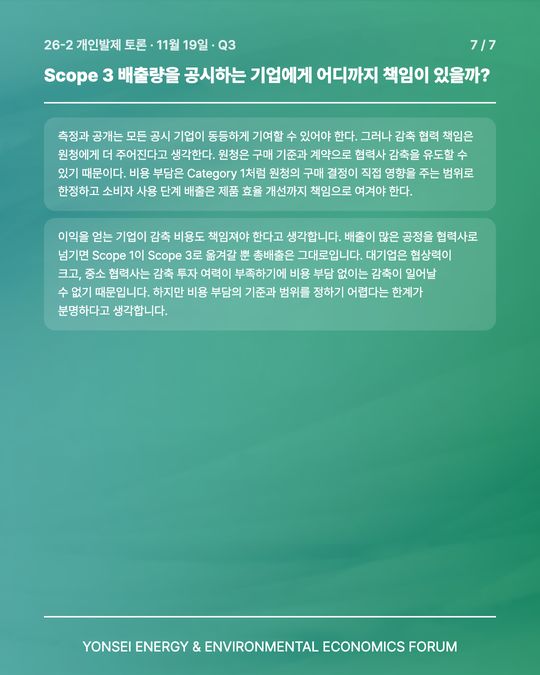 26-2 개인발제 토론 · 11월 19일 · Q3
7 / 7
Scope 3 배출량을 공시하는 기업에게 어디까지 책임이 있을까?
측정과 공개는 모든 공시 기업이 동등하게 기여할 수 있어야 한다. 그러나 감축 협력 책임은
원청에게 더 주어진다고 생각한다. 원청은 구매 기준과 계약으로 협력사 감축을 유도할 수
있기 때문이다. 비용 부담은 Category 1처럼 원청의 구매 결정이 직접 영향을 주는 범위로
한정하고 소비자 사용 단계 배출은 제품 효율 개선까지 책임으로 여겨야 한다.
이익을 얻는 기업이 감축 비용도 책임져야 한다고 생각합니다. 배출이 많은 공정을 협력사로
넘기면 Scope 1이 Scope 3로 옮겨갈 뿐 총배출은 그대로입니다. 대기업은 협상력이
크고, 중소 협력사는 감축 투자 여력이 부족하기에 비용 부담 없이는 감축이 일어날
수 없기 때문입니다. 하지만 비용 부담의 기준과 범위를 정하기 어렵다는 한계가
분명하다고 생각합니다.
YONSEI ENERGY & ENVIRONMENTAL ECONOMICS FORUM